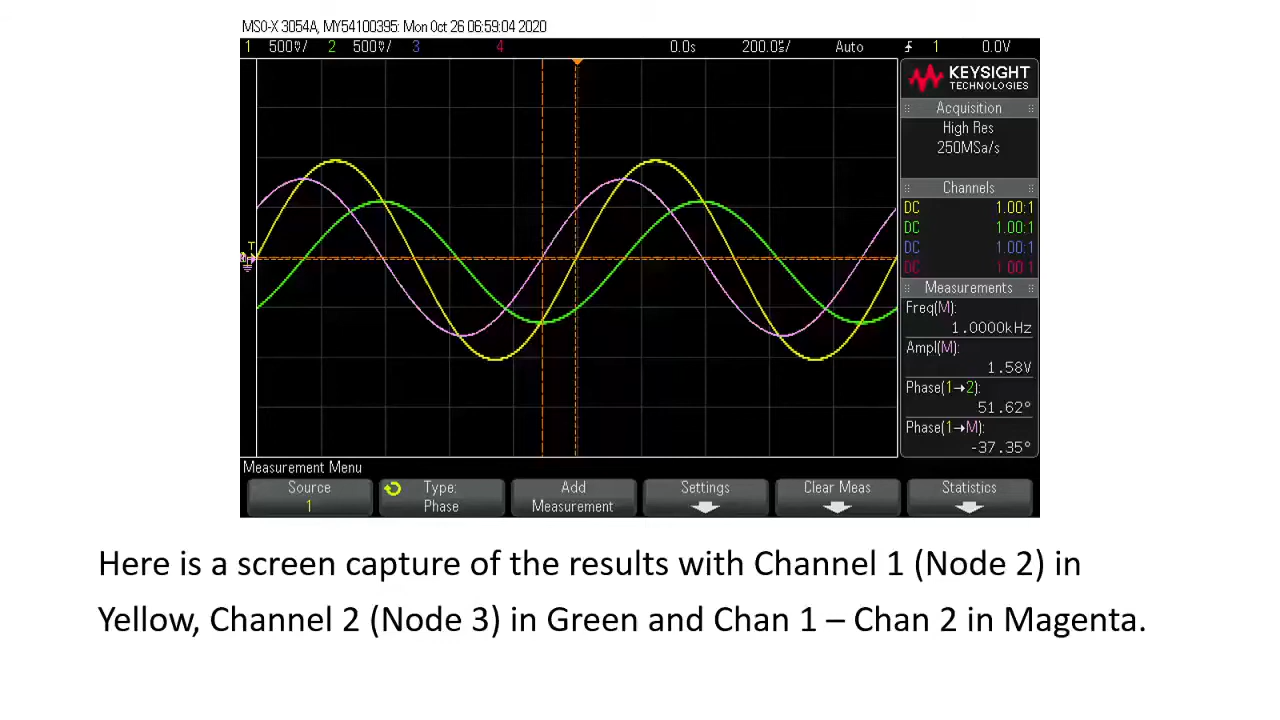 MSO-X 3054A, MY54100395: Mon Oct 26 06:59:04 2020
1 500V/ 2 500V/ 3 4 0.0s 200.0s/ Auto 1 0.0V
KEYSIGHT
TECHNOLOGIES
Acquisition
High Res
250MSa/s
Channels
DC 1.00:1
DC 1.00:1
DC 1.00:1
DC 1.00:1
Measurements
Freq(M):
1.0000kHz
Ampl(M):
1.58V
Phase(1→2):
51.62°
Phase(1→M):
-37.35°
T
Measurement Menu
Source
1
Type:
Phase
Add
Measurement
Settings
Clear Meas
Statistics
Here is a screen capture of the results with Channel 1 (Node 2) in
Yellow, Channel 2 (Node 3) in Green and Chan 1 – Chan 2 in Magenta.